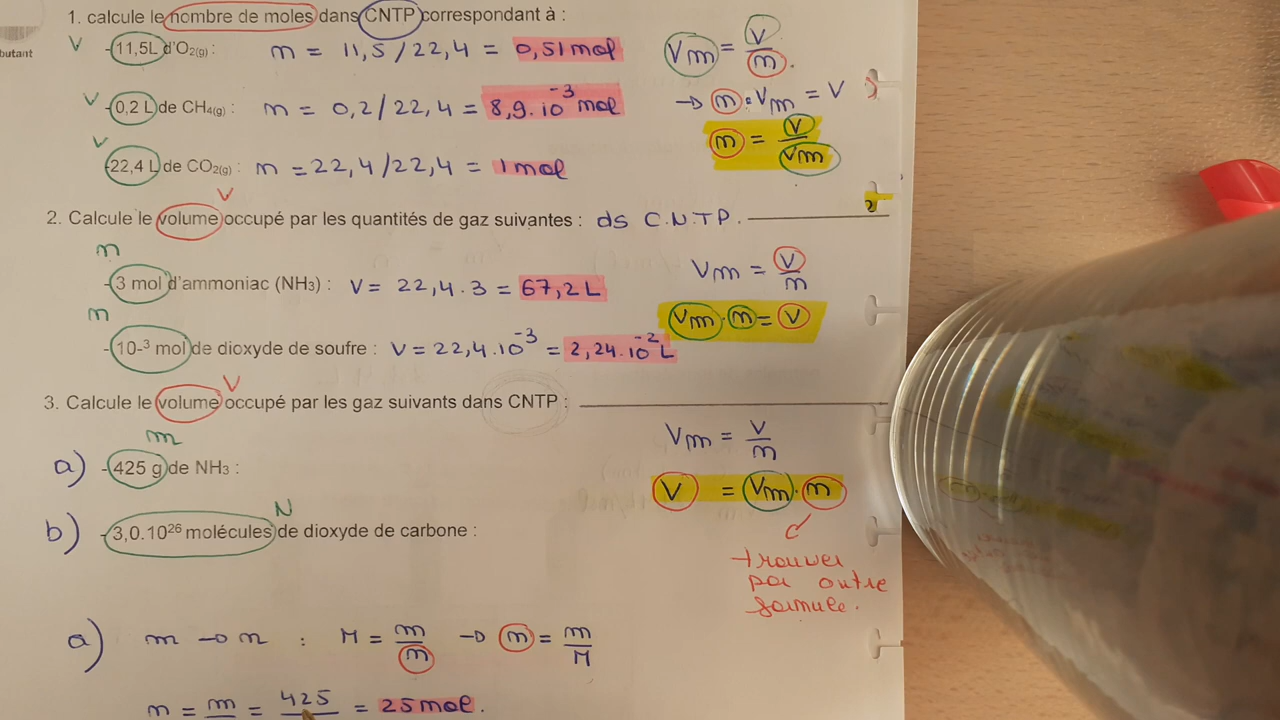 1. calcule le nombre de moles dans CNTP correspondant à :
butant
V
-11,5L d'O2(g) : n = 11,5/22,4 = 0,51 mol
Vm = V/n.
V
-0,2 L de CH4(g) : n = 0,2/22,4 = 8,9.10⁻³ mol
→ n.Vm = V
n = V/Vm
V
-22,4 L de CO2(g) : n = 22,4/22,4 = 1 mol
V
2. Calcule le volume occupé par les quantités de gaz suivantes : ds C.N.T.P.
n
-3 mol d'ammoniac (NH3) : V = 22,4.3 = 67,2 L
Vm = V/n
n
Vm.n = V
-10-³ mol de dioxyde de soufre : V = 22,4.10⁻³ = 2,24.10⁻² L
V
3. Calcule le volume occupé par les gaz suivants dans CNTP :
m
Vm = V/n
a) -425 g de NH3 :
V = Vm.n
N
b) -3,0.10²⁶ molécules de dioxyde de carbone :
trouver
par autre
formule.
a) m → n : M = m/n → n = m/M
n = m = 425 = 25 mol.